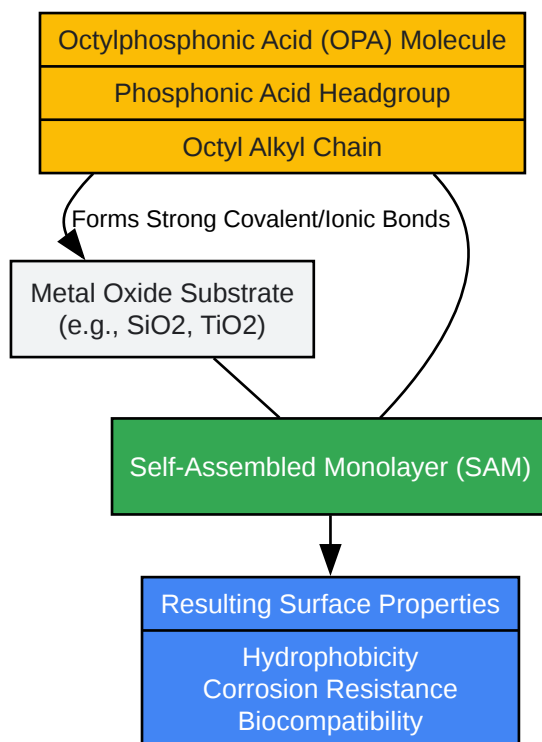 Octylphosphonic Acid (OPA) Molecule
Phosphonic Acid Headgroup
Octyl Alkyl Chain
Forms Strong Covalent/Ionic Bonds
Metal Oxide Substrate
(e.g., SiO2, TiO2)
Self-Assembled Monolayer (SAM)
Resulting Surface Properties
Hydrophobicity
Corrosion Resistance
Biocompatibility